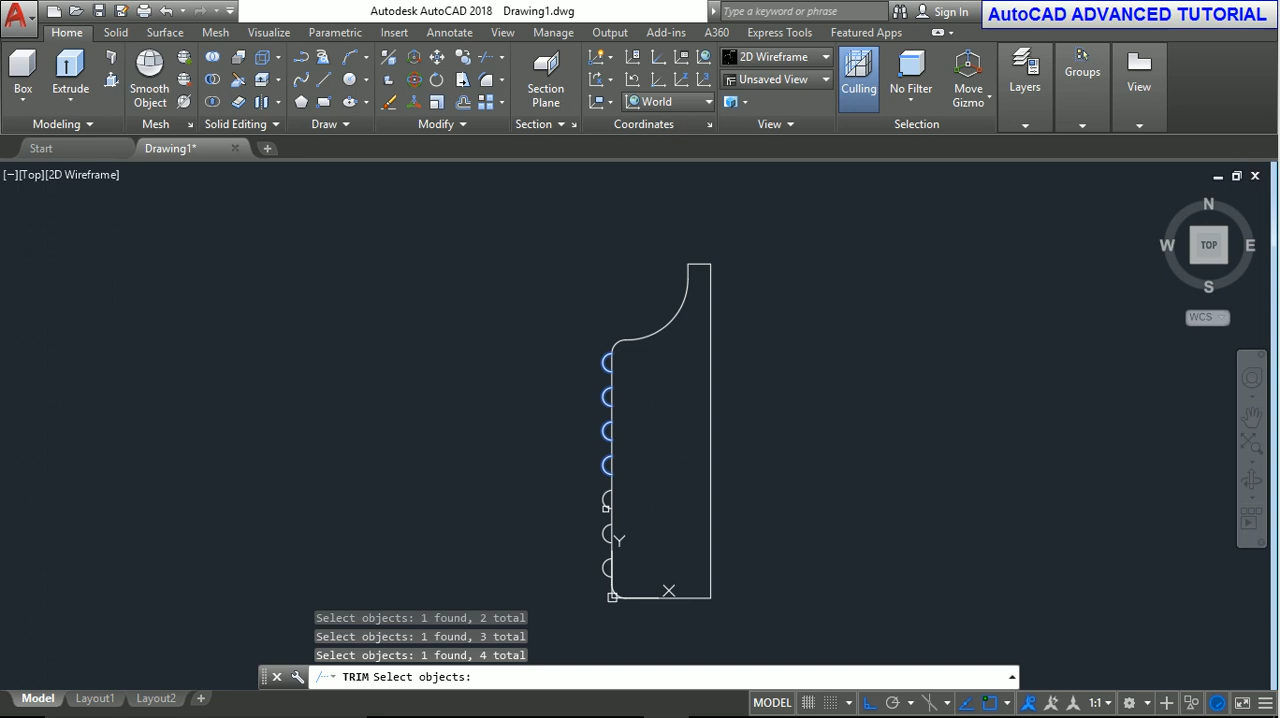 Autodesk AutoCAD 2018 Drawing1.dwg
Type a keyword or phrase
Sign In
AutoCAD ADVANCED TUTORIAL
Home Solid Surface Mesh Visualize Parametric Insert Annotate View Manage Output Add-ins A360 Express Tools Featured Apps
2D Wireframe
Unsaved View
World
Box
Extrude
Smooth
Object
Section
Plane
Culling
No Filter
Move
Gizmo
Layers
Groups
View
Modeling
Mesh
Solid Editing
Draw
Modify
Section
Coordinates
View
Selection
Start
Drawing1*
[−][Top][2D Wireframe]
N
W
TOP
E
S
WCS
Y
X
Select objects: 1 found, 2 total
Select objects: 1 found, 3 total
Select objects: 1 found, 4 total
TRIM Select objects:
Model
Layout1
Layout2
MODEL
1:1